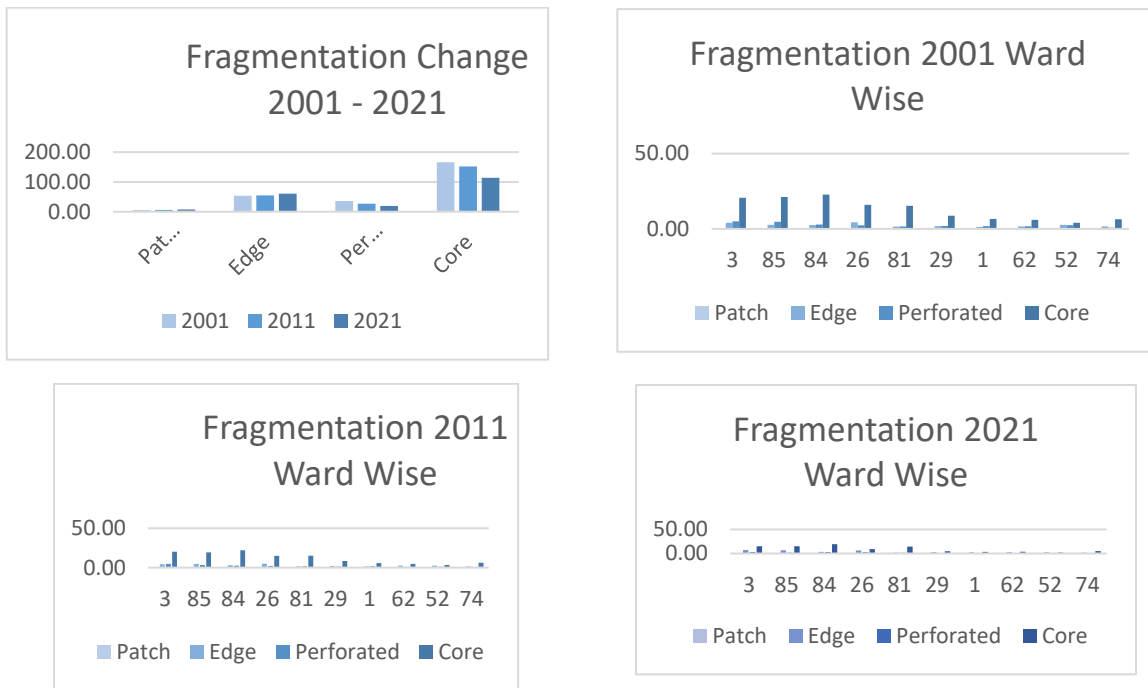 Fragmentation Change
2001 - 2021
200.00
100.00
0.00
Pat...
Edge
Per...
Core
2001 2011 2021
Fragmentation 2001 Ward
Wise
50.00
0.00
3 85 84 26 81 29 1 62 52 74
Patch Edge Perforated Core
Fragmentation 2011
Ward Wise
50.00
0.00
3 85 84 26 81 29 1 62 52 74
Patch Edge Perforated Core
Fragmentation 2021
Ward Wise
50.00
0.00
3 85 84 26 81 29 1 62 52 74
Patch Edge Perforated Core